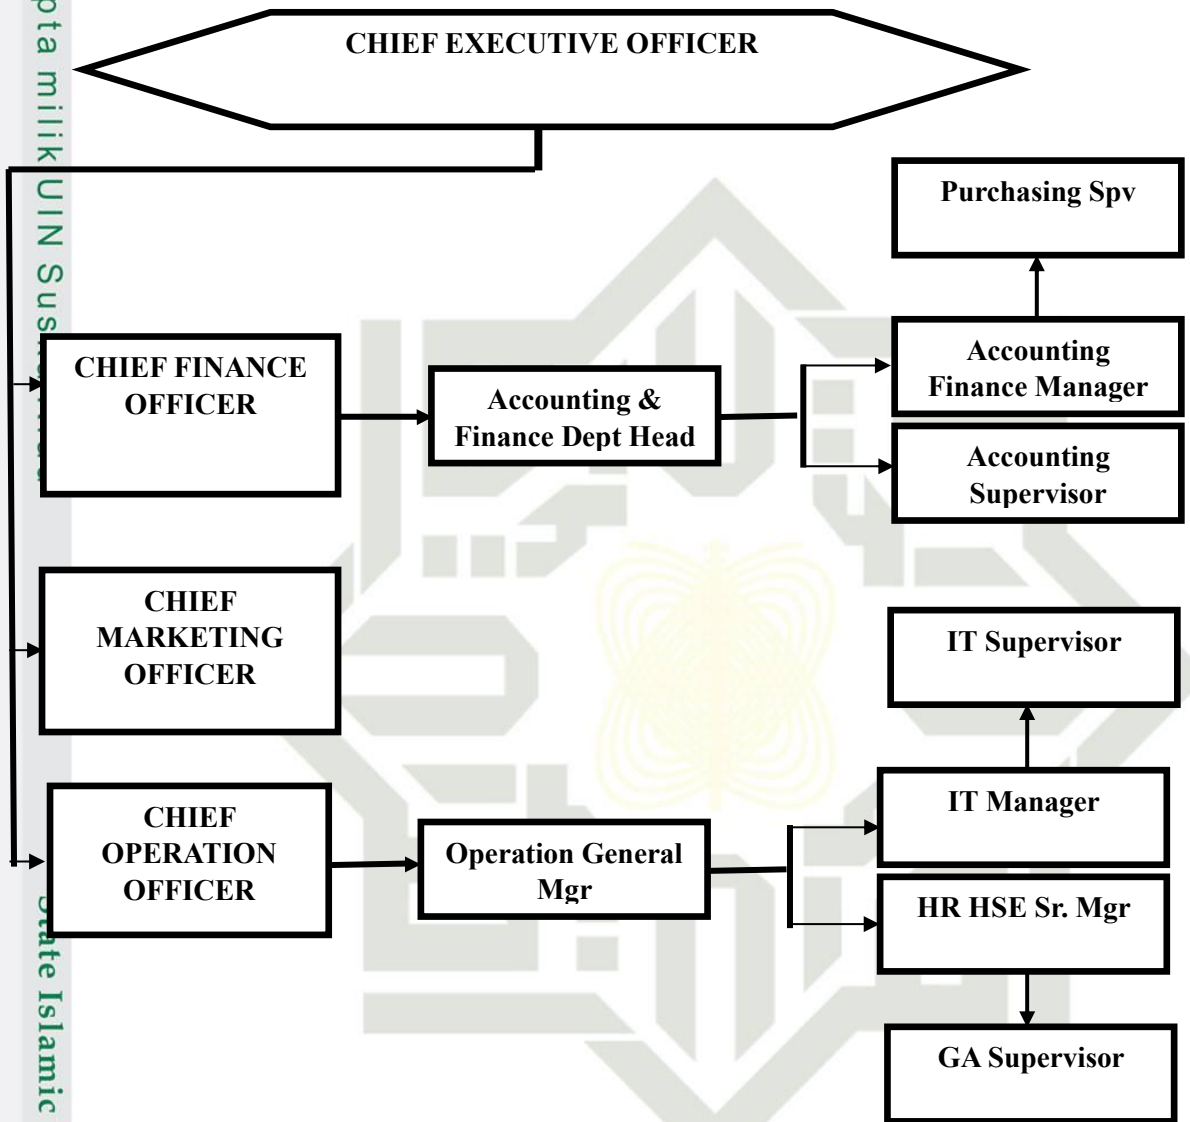 CHIEF EXECUTIVE OFFICER
Purchasing Spv
CHIEF FINANCE
OFFICER
Accounting &
Finance Dept Head
Accounting
Finance Manager
Accounting
Supervisor
CHIEF
MARKETING
OFFICER
IT Supervisor
CHIEF
OPERATION
OFFICER
Operation General
Mgr
IT Manager
HR HSE Sr. Mgr
GA Supervisor
milik UIN
State Islamic